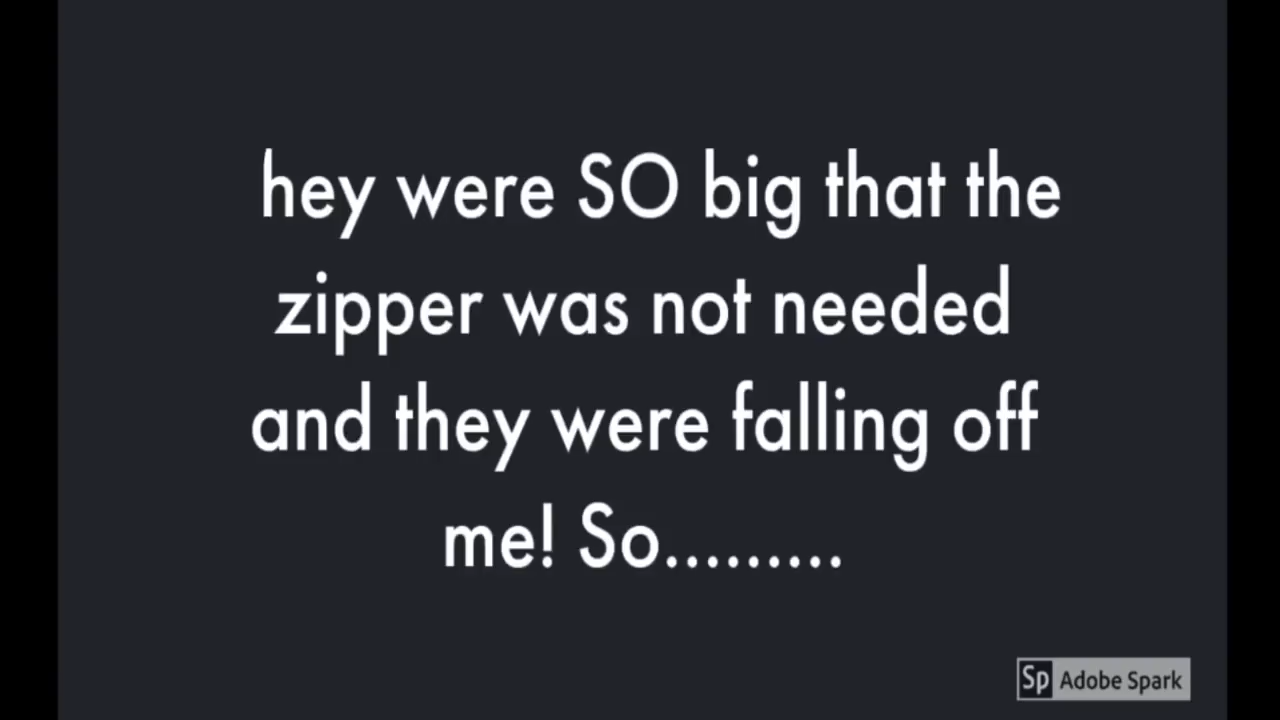 hey were SO big that the
zipper was not needed
and they were falling off
me! So.........
Sp Adobe Spark